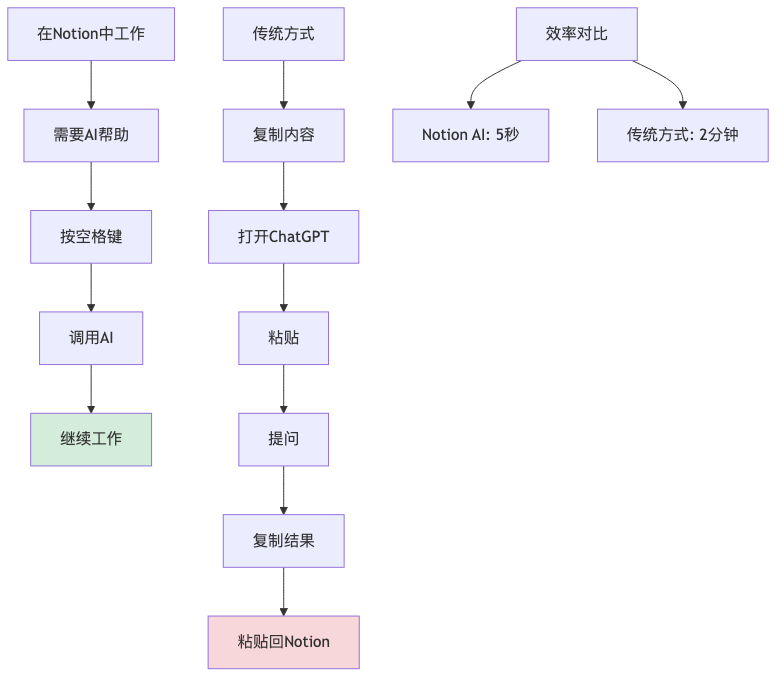 在Notion中工作
需要AI帮助
按空格键
调用AI
继续工作
传统方式
复制内容
打开ChatGPT
粘贴
提问
复制结果
粘贴回Notion
效率对比
Notion AI: 5秒
传统方式: 2分钟